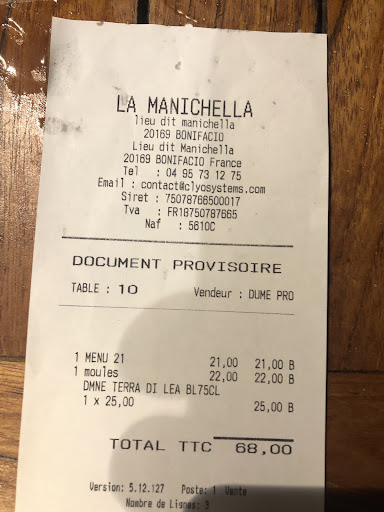 LA MANICHELLA
lieu dit manichella
20169 BONIFACIO
Lieu dit Manichella
20169 BONIFACIO France
Tel : 04 95 73 12 75
Email : contact@clyosystems.com
Siret : 75078766500017
Tva : FR18750787665
Naf : 5610C
DOCUMENT PROVISOIRE
TABLE : 10 Vendeur : DUME PRO
1 MENU 21 21,00 21,00 B
1 moules 22,00 22,00 B
DMNE TERRA DI LEA BL75CL
1 x 25,00 25,00 B
TOTAL TTC 68,00
Version: 5.12.127 Poste: 1 Vente
Nombre de Lignes: 3